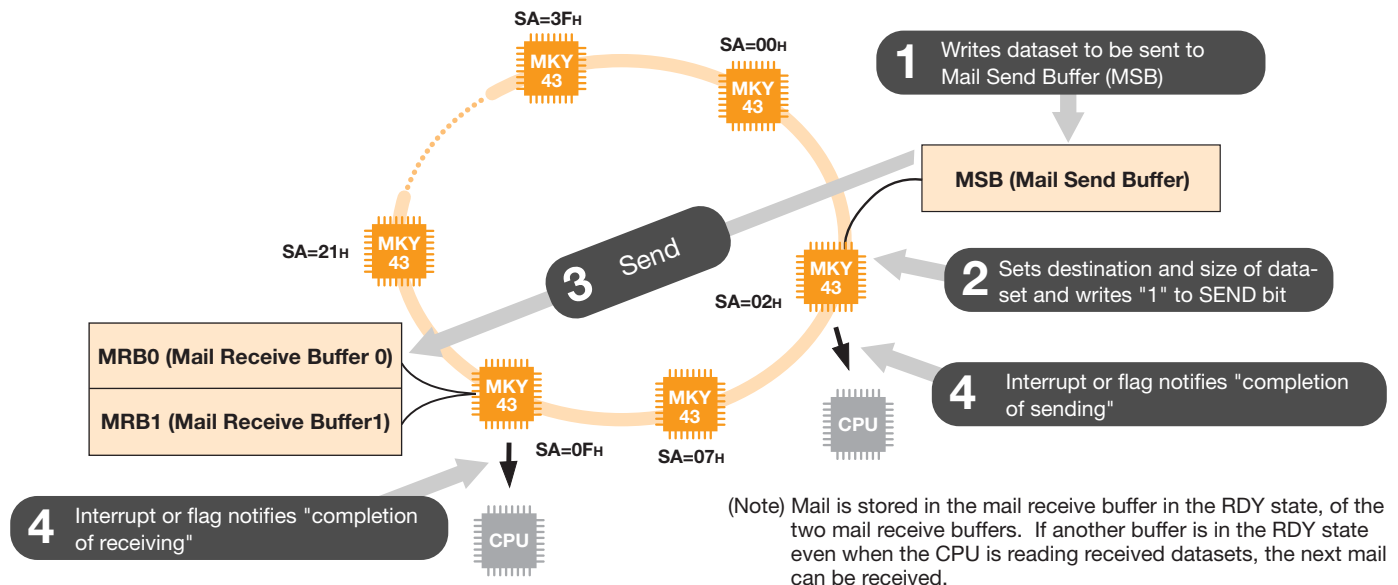 SA=3FH
MKY
43
SA=00H
MKY
43
1 Writes dataset to be sent to
Mail Send Buffer (MSB)
MSB (Mail Send Buffer)
SA=21H
MKY
43
3 Send
MKY
43
SA=02H
2 Sets destination and size of data-
set and writes "1" to SEND bit
MRB0 (Mail Receive Buffer 0)
MRB1 (Mail Receive Buffer1)
MKY
43
SA=0FH
MKY
43
SA=07H
CPU
4 Interrupt or flag notifies "completion
of sending"
4 Interrupt or flag notifies "completion
of receiving"
CPU
(Note) Mail is stored in the mail receive buffer in the RDY state, of the
two mail receive buffers. If another buffer is in the RDY state
even when the CPU is reading received datasets, the next mail
can be received.